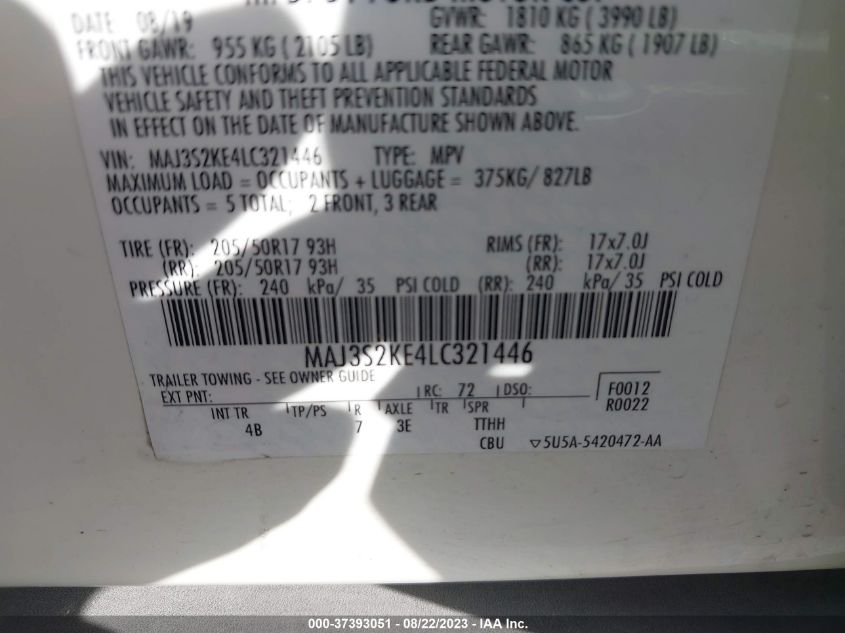 DATE 08/19 GVWR: 1810 KG ( 3990 LB)
FRONT GAWR: 955 KG ( 2105 LB) REAR GAWR: 865 KG ( 1907 LB)
THIS VEHICLE CONFORMS TO ALL APPLICABLE FEDERAL MOTOR
VEHICLE SAFETY AND THEFT PREVENTION STANDARDS
IN EFFECT ON THE DATE OF MANUFACTURE SHOWN ABOVE.
VIN: MAJ3S2KE4LC321446 TYPE: MPV
MAXIMUM LOAD = OCCUPANTS + LUGGAGE = 375KG/ 827LB
OCCUPANTS = 5 TOTAL; 2 FRONT, 3 REAR
TIRE (FR): 205/50R17 93H RIMS (FR): 17x7.0J
(RR): 205/50R17 93H (RR): 17x7.0J
PRESSURE (FR): 240 kPa/ 35 PSI COLD (RR): 240 kPa/ 35 PSI COLD
MAJ3S2KE4LC321446
TRAILER TOWING - SEE OWNER GUIDE
EXT PNT: RC: 72 DSO: F0012
R0022
INT TR TP/PS R AXLE TR SPR
4B 7 3E TTHH
CBU ▽5U5A-5420472-AA
000-37393051 - 08/22/2023 - IAA Inc.